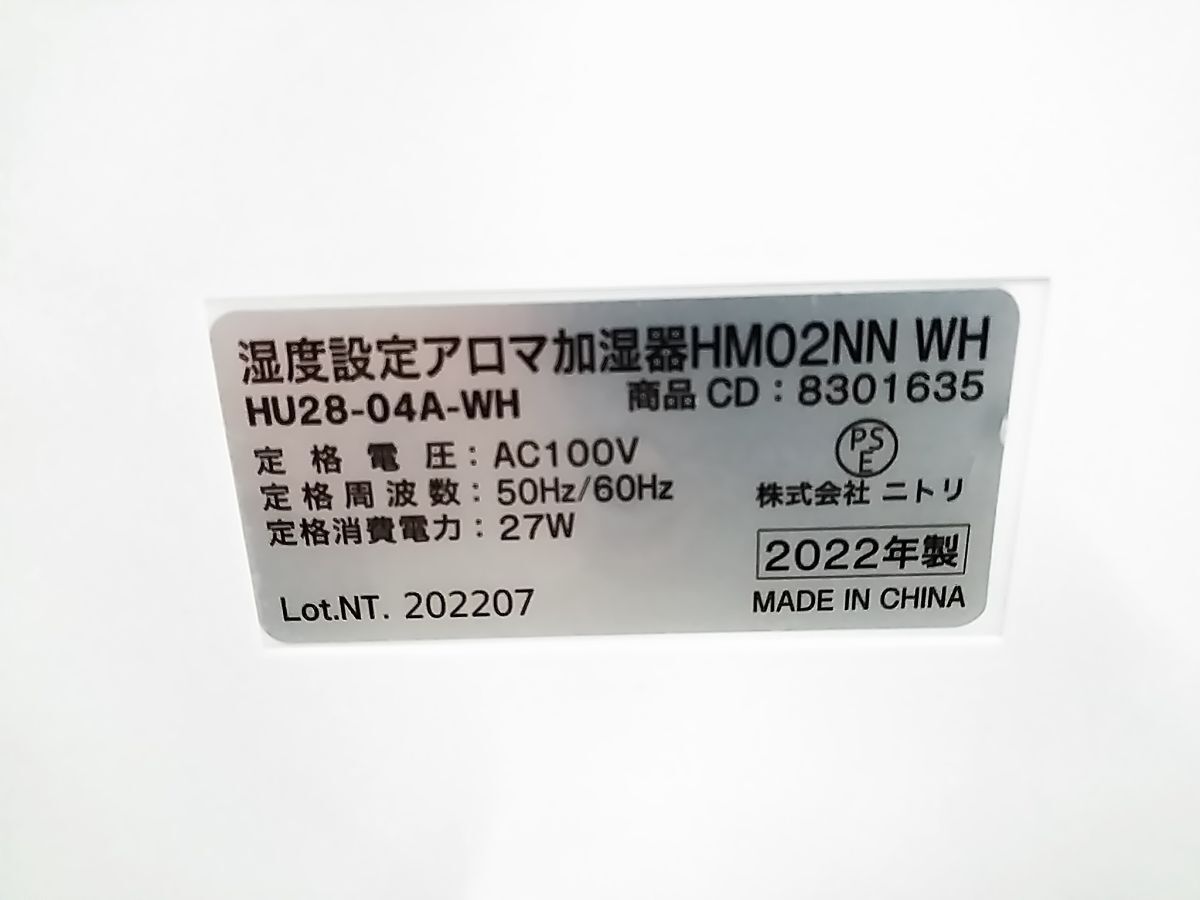 湿度設定アロマ加湿器HM02NN WH
HU28-04A-WH
商品 CD：8301635
定格電圧：AC100V
定格周波数：50Hz/60Hz
定格消費電力：27W
PS
E
株式会社 ニトリ
2022年製
Lot.NT. 202207
MADE IN CHINA